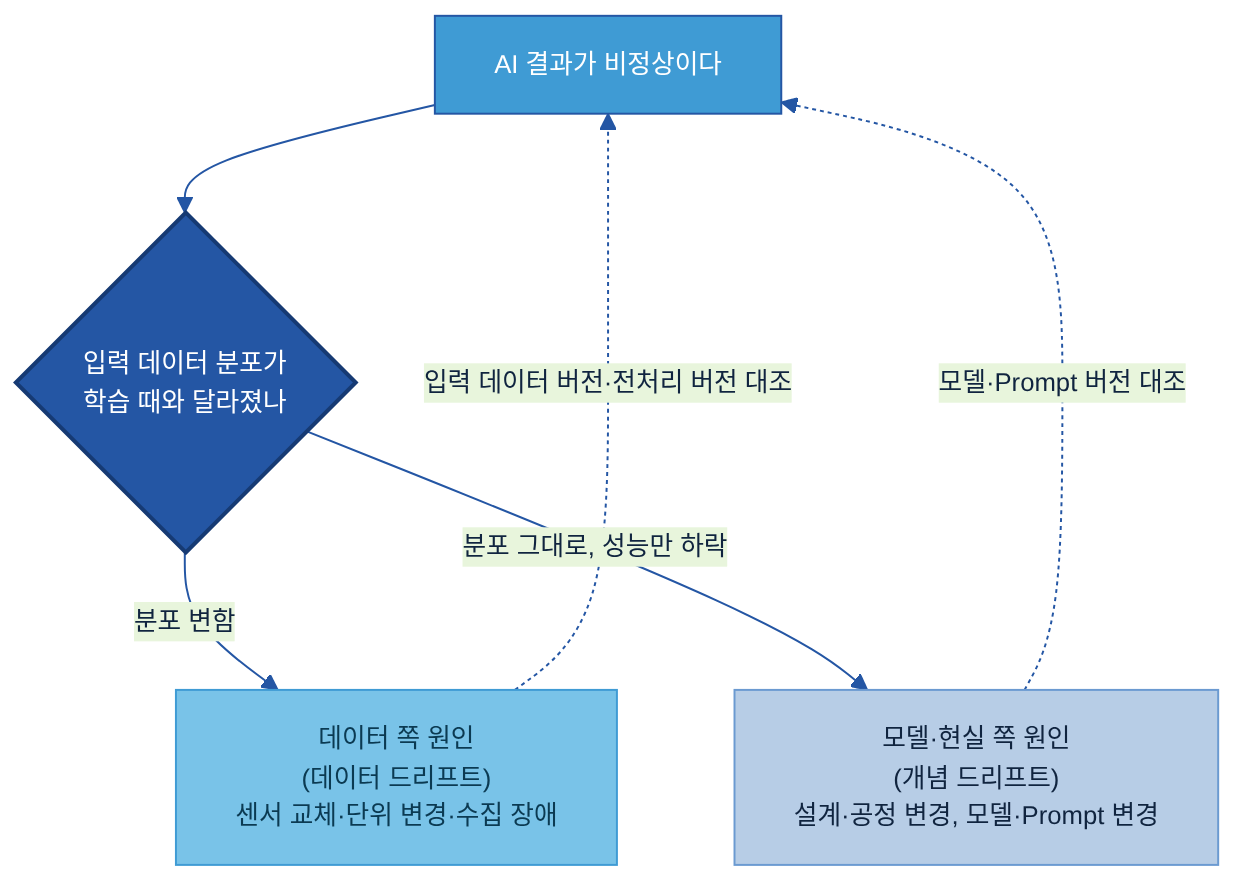 AI 결과가 비정상이다
입력 데이터 분포가
학습 때와 달라졌나
입력 데이터 버전·전처리 버전 대조
모델·Prompt 버전 대조
분포 그대로, 성능만 하락
분포 변함
데이터 쪽 원인
(데이터 드리프트)
센서 교체·단위 변경·수집 장애
모델·현실 쪽 원인
(개념 드리프트)
설계·공정 변경, 모델·Prompt 변경